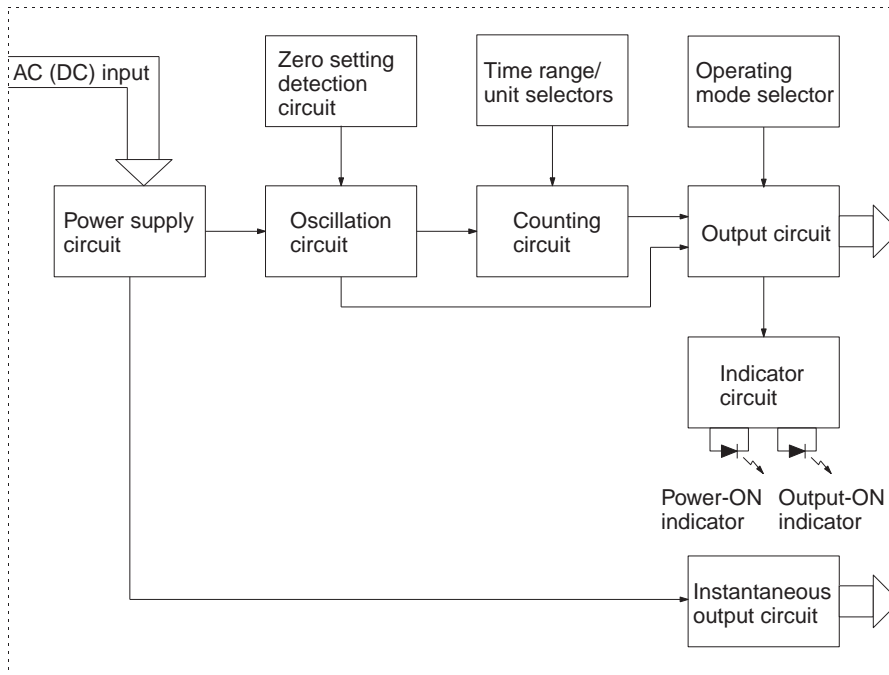 AC (DC) input
Zero setting
detection
circuit
Time range/
unit selectors
Operating
mode selector
Power supply
circuit
Oscillation
circuit
Counting
circuit
Output circuit
Indicator
circuit
Power-ON
indicator
Output-ON
indicator
Instantaneous
output circuit